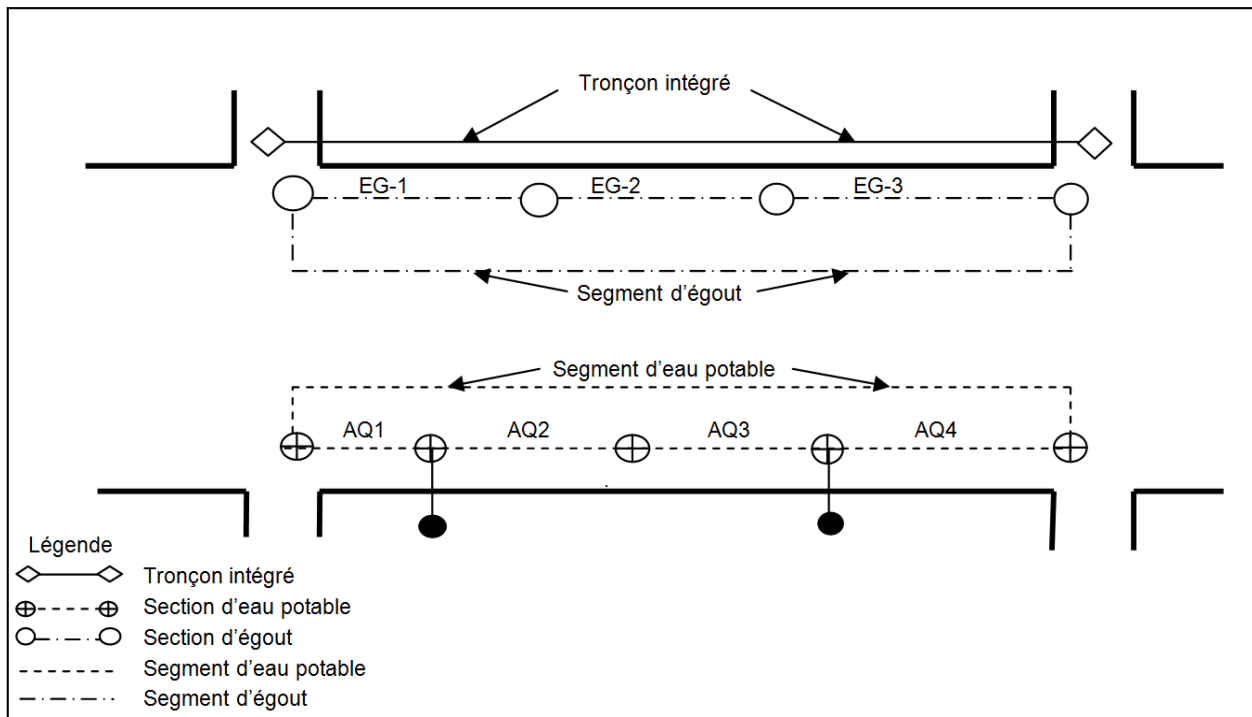 Tronçon intégré
EG-1 EG-2 EG-3
Segment d'égout
Segment d'eau potable
AQ1 AQ2 AQ3 AQ4
Légende
Tronçon intégré
Section d'eau potable
Section d'égout
Segment d'eau potable
Segment d'égout